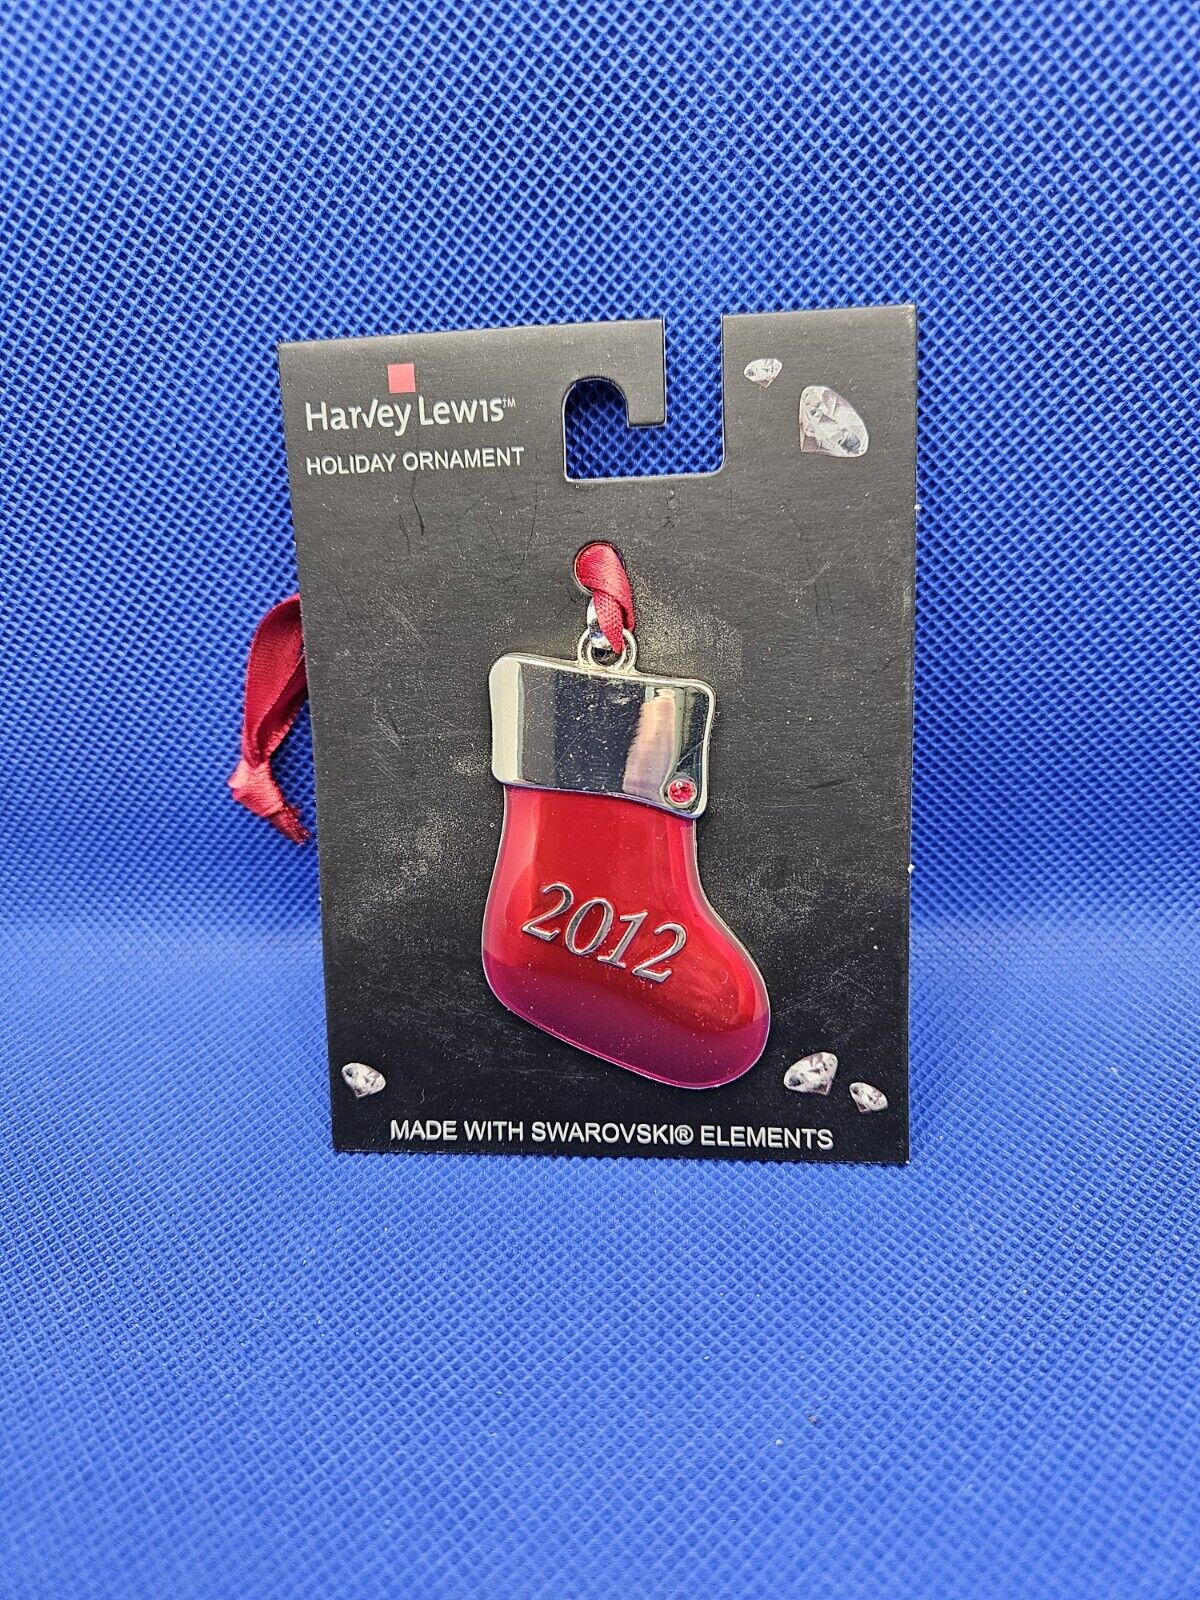 Harvey Lewis™
HOLIDAY ORNAMENT
2012
MADE WITH SWAROVSKI® ELEMENTS